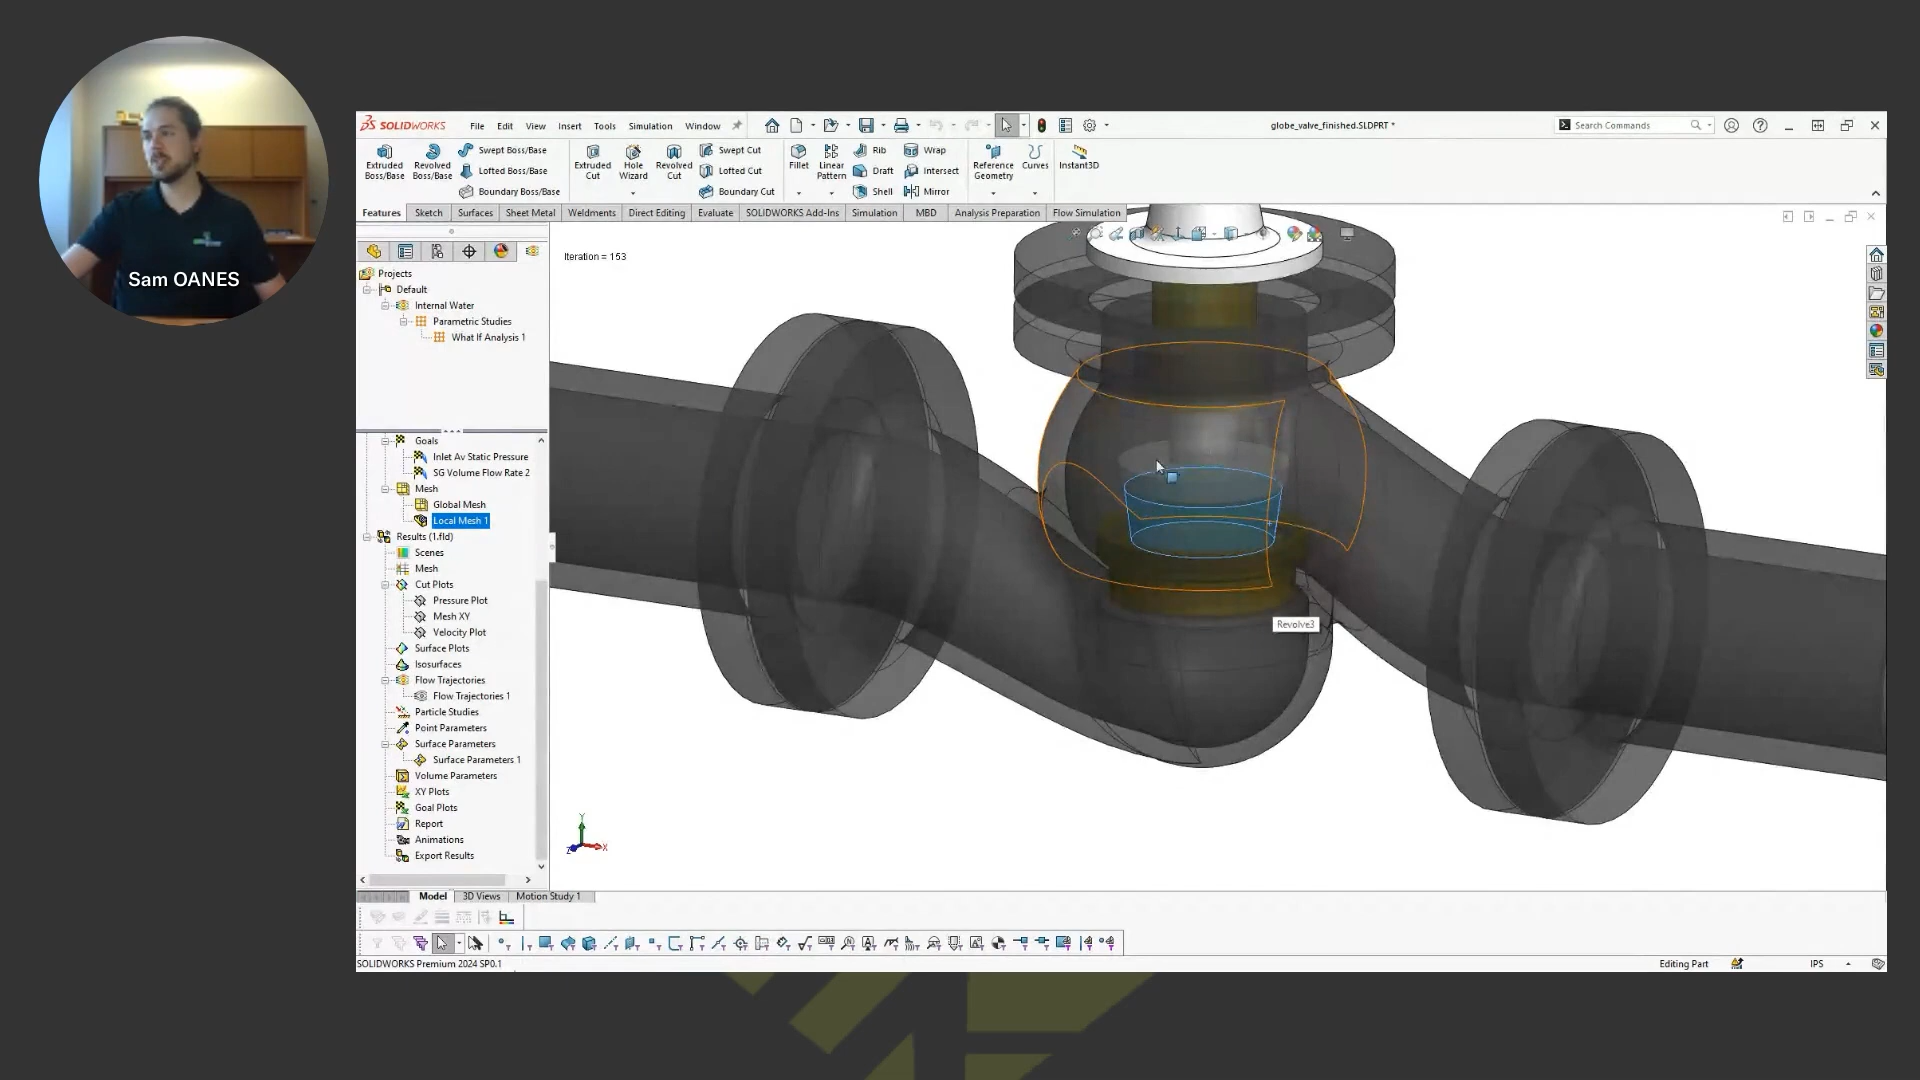 Sam OANES
SOLIDWORKS File Edit View Insert Tools Simulation Window globe_valve_finished.SLDPRT * Search Commands
Extruded Boss/Base
Revolved Boss/Base
Swept Boss/Base
Lofted Boss/Base
Boundary Boss/Base
Extruded Cut
Hole Wizard
Revolved Cut
Swept Cut
Lofted Cut
Boundary Cut
Fillet
Linear Pattern
Rib
Draft
Shell
Wrap
Intersect
Mirror
Reference Geometry
Curves
Instant3D
Features Sketch Surfaces Sheet Metal Weldments Direct Editing Evaluate SOLIDWORKS Add-Ins Simulation MBD Analysis Preparation Flow Simulation
Iteration = 153
Projects
Default
Internal Water
Parametric Studies
What If Analysis 1
Goals
Inlet Av Static Pressure
SG Volume Flow Rate 2
Mesh
Global Mesh
Local Mesh 1
Results (1.fld)
Scenes
Mesh
Cut Plots
Pressure Plot
Mesh XY
Velocity Plot
Surface Plots
Isosurfaces
Flow Trajectories
Flow Trajectories 1
Particle Studies
Point Parameters
Surface Parameters
Surface Parameters 1
Volume Parameters
XY Plots
Goal Plots
Report
Animations
Export Results
Revolve3
Y
Z
X
Model 3D Views Motion Study 1
SOLIDWORKS Premium 2024 SP0.1 Editing Part IPS